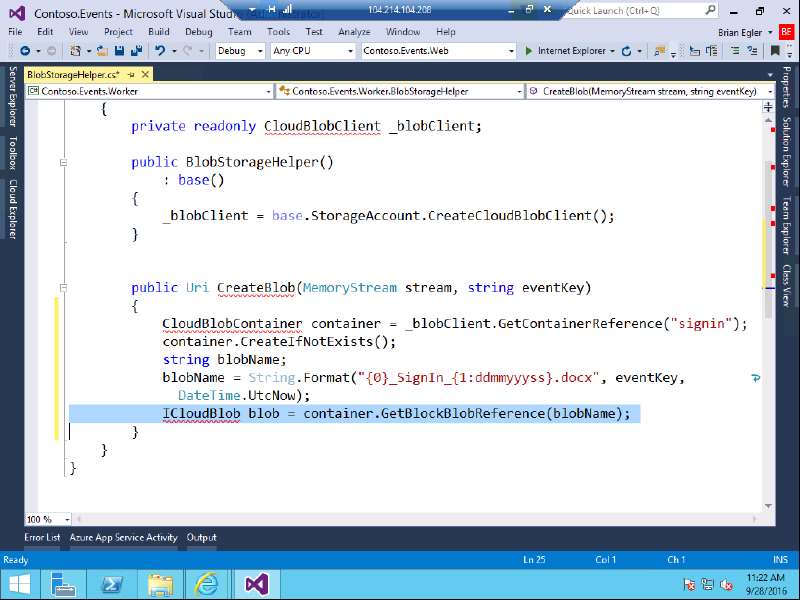 Contoso.Events - Microsoft Visual Studio
104.214.104.208
Quick Launch (Ctrl+Q)
File Edit View Project Build Debug Team Tools Test Analyze Window Help
Brian Egler BE
Debug Any CPU Contoso.Events.Web Internet Explorer
BlobStorageHelper.cs*
Contoso.Events.Worker Contoso.Events.Worker.BlobStorageHelper CreateBlob(MemoryStream stream, string eventKey)
Server Explorer
Toolbox
Cloud Explorer
{
private readonly CloudBlobClient _blobClient;
public BlobStorageHelper()
: base()
{
_blobClient = base.StorageAccount.CreateCloudBlobClient();
}
public Uri CreateBlob(MemoryStream stream, string eventKey)
{
CloudBlobContainer container = _blobClient.GetContainerReference("signin");
container.CreateIfNotExists();
string blobName;
blobName = String.Format("{0}_SignIn_{1:ddmmyyyss}.docx", eventKey,
DateTime.UtcNow);
ICloudBlob blob = container.GetBlockBlobReference(blobName);
}
}
}
Properties
Solution Explorer
Team Explorer
Class View
100 %
Error List Azure App Service Activity Output
Ready Ln 25 Col 1 Ch 1 INS
11:22 AM
9/28/2016